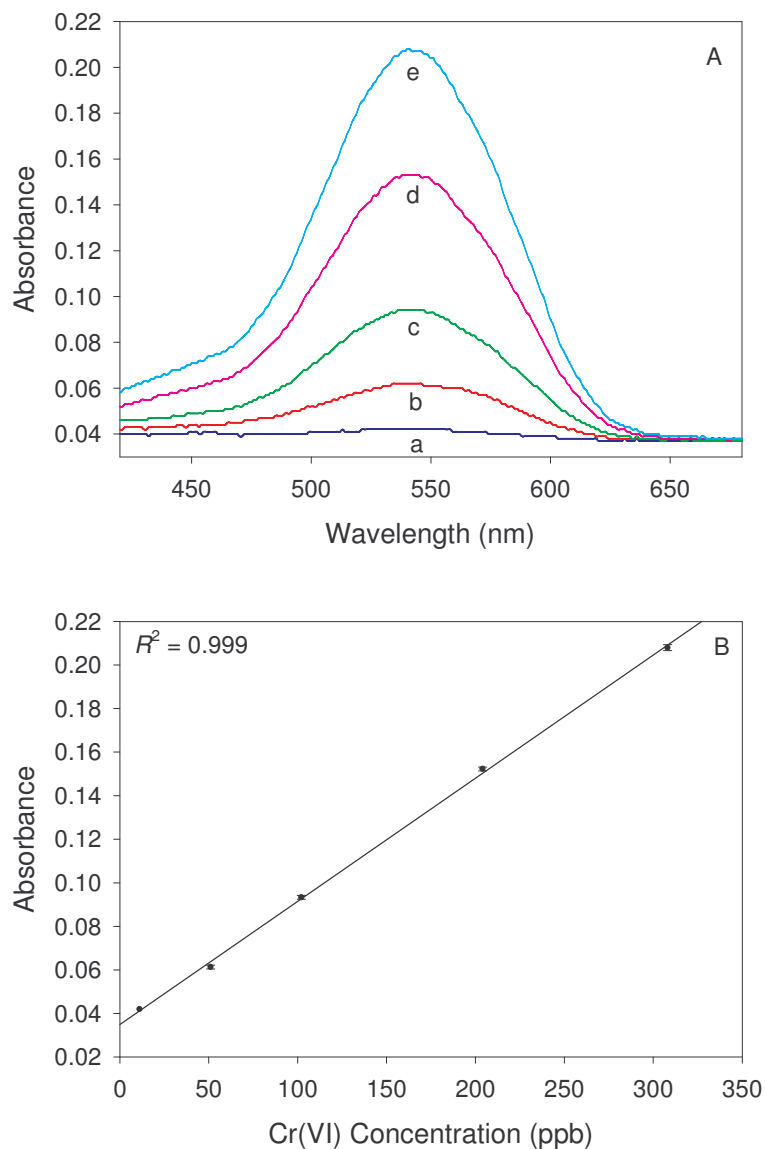 0.22
A
0.20
e
0.18
0.16
d
0.14
0.12
0.10
c
0.08
0.06
b
0.04
a
Absorbance
450 500 550 600 650
Wavelength (nm)
0.22
R² = 0.999
B
0.20
0.18
0.16
0.14
0.12
0.10
0.08
0.06
0.04
0.02
Absorbance
0 50 100 150 200 250 300 350
Cr(VI) Concentration (ppb)